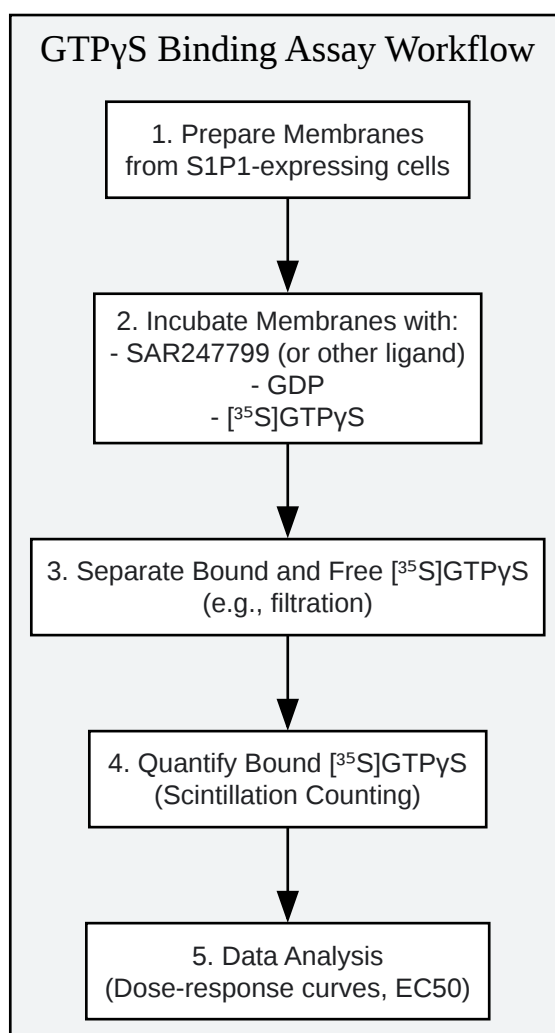 GTPγS Binding Assay Workflow
1. Prepare Membranes
from S1P1-expressing cells
2. Incubate Membranes with:
- SAR247799 (or other ligand)
- GDP
- [³⁵S]GTPγS
3. Separate Bound and Free [³⁵S]GTPγS
(e.g., filtration)
4. Quantify Bound [³⁵S]GTPγS
(Scintillation Counting)
5. Data Analysis
(Dose-response curves, EC50)